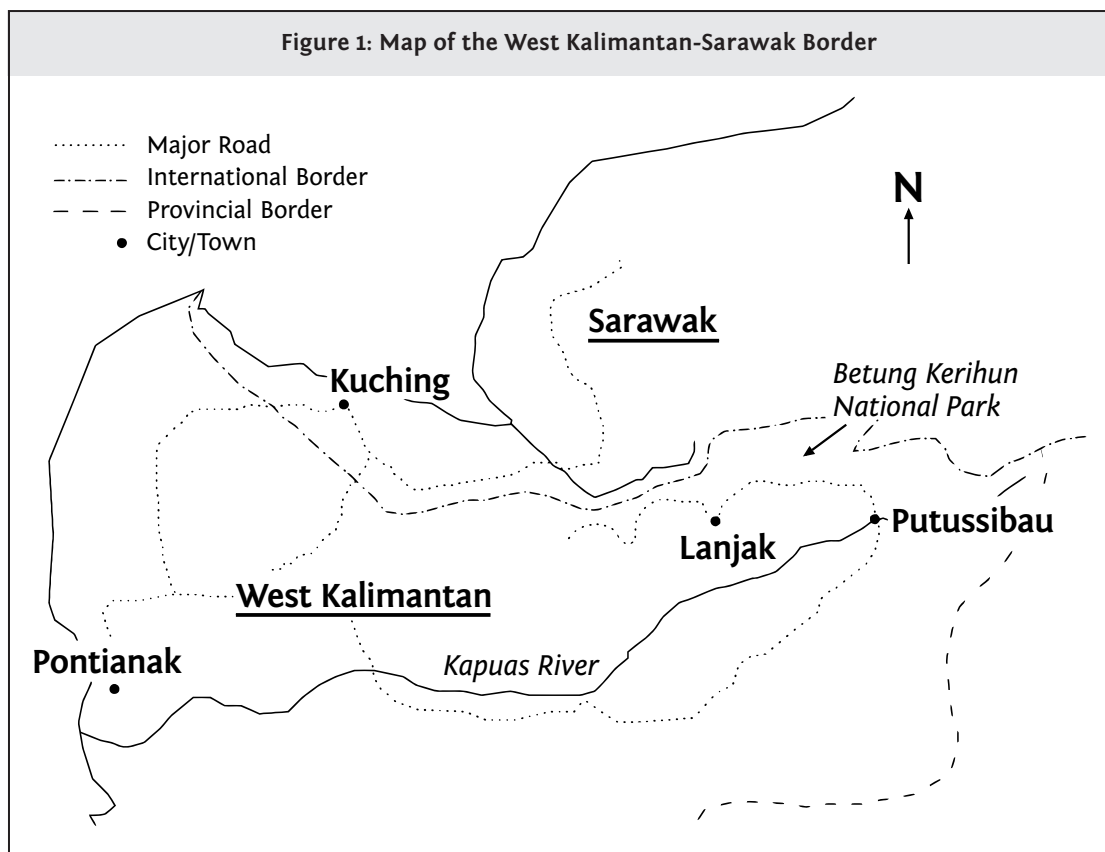 Figure 1: Map of the West Kalimantan-Sarawak Border
Major Road
International Border
Provincial Border
City/Town
N
Sarawak
Kuching
Betung Kerihun
National Park
Putussibau
Lanjak
West Kalimantan
Pontianak
Kapuas River